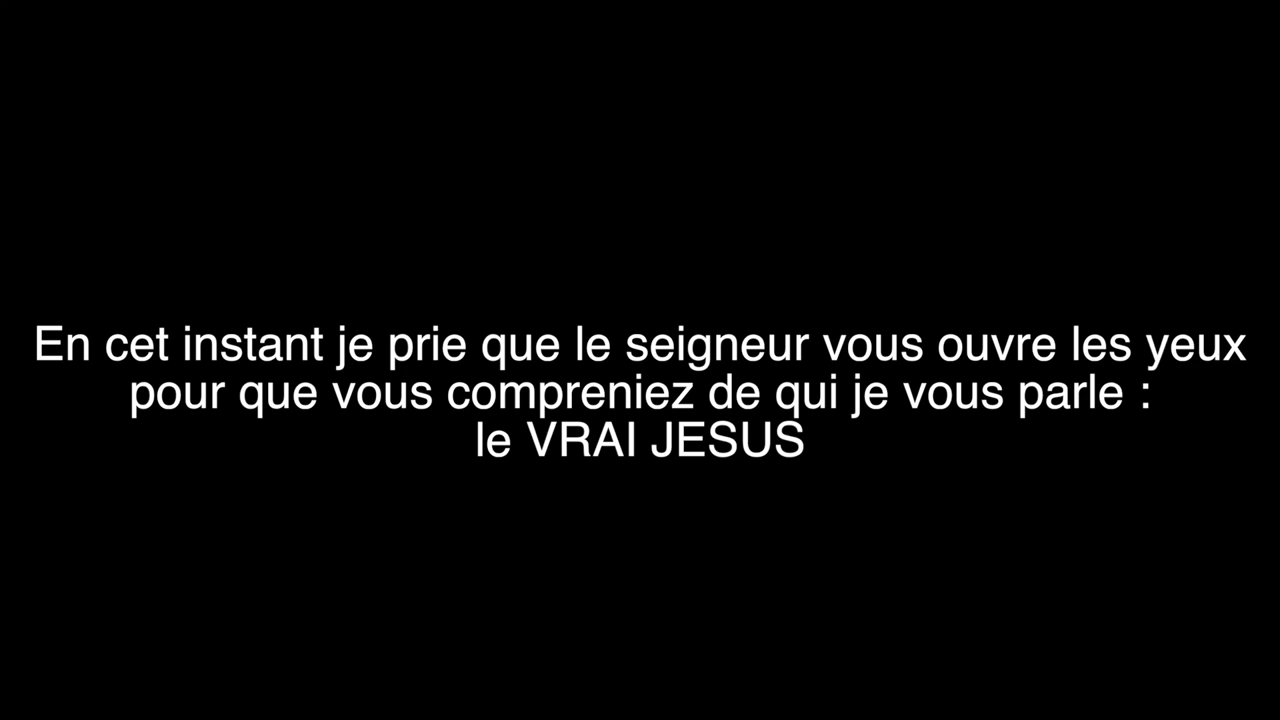 En cet instant je prie que le seigneur vous ouvre les yeux
pour que vous compreniez de qui je vous parle :
le VRAI JESUS